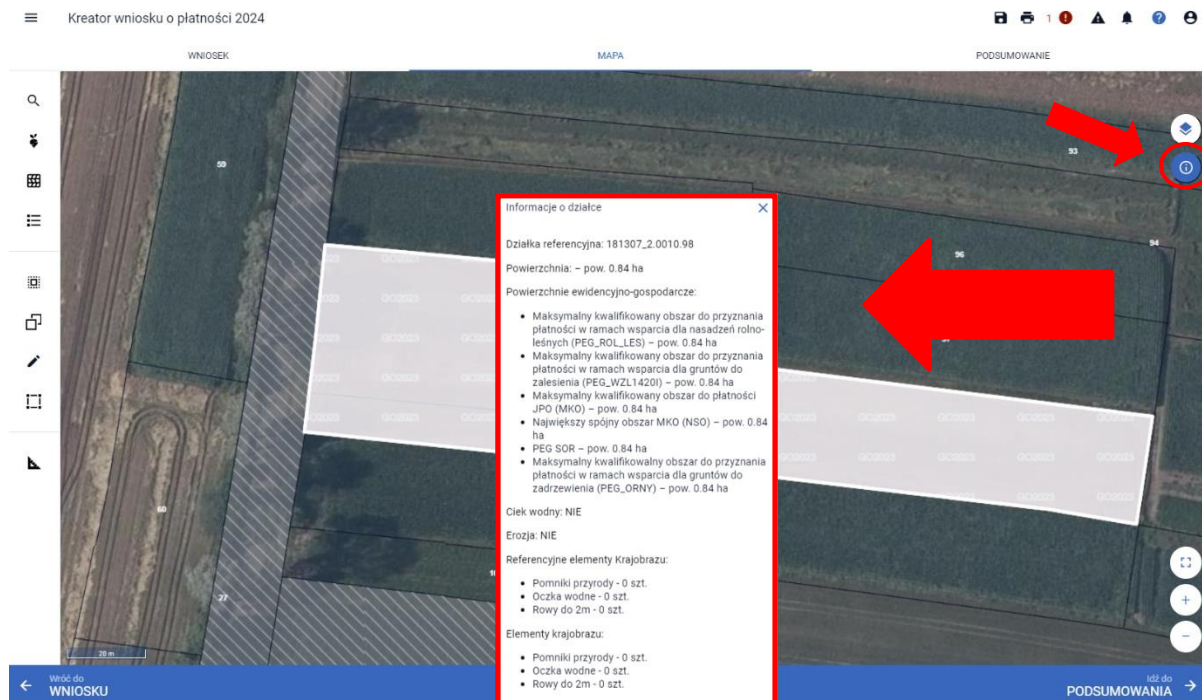 Kreator wniosku o płatności 2024
1
WNIOSEK
MAPA
PODSUMOWANIE
59
93
94
96
Informacje o działce
Działka referencyjna: 181307_2.0010.98
Powierzchnia: – pow. 0.84 ha
Powierzchnie ewidencyjno-gospodarcze:
Maksymalny kwalifikowany obszar do przyznania
płatności w ramach wsparcia dla nasadzeń rolno-
leśnych (PEG_ROL_LES) – pow. 0.84 ha
Maksymalny kwalifikowany obszar do przyznania
płatności w ramach wsparcia dla gruntów do
zalesienia (PEG_WZL1420I) – pow. 0.84 ha
Maksymalny kwalifikowany obszar do płatności
JPO (MKO) – pow. 0.84 ha
Największy spójny obszar MKO (NSO) – pow. 0.84
ha
PEG SOR – pow. 0.84 ha
Maksymalny kwalifikowalny obszar do przyznania
płatności w ramach wsparcia dla gruntów do
zadrzewienia (PEG_ORNY) – pow. 0.84 ha
Ciek wodny: NIE
Erozja: NIE
Referencyjne elementy Krajobrazu:
Pomniki przyrody - 0 szt.
Oczka wodne - 0 szt.
Rowy do 2m - 0 szt.
Elementy krajobrazu:
Pomniki przyrody - 0 szt.
Oczka wodne - 0 szt.
Rowy do 2m - 0 szt.
60
27
20 m
Wróć do
WNIOSKU
Idź do
PODSUMOWANIA